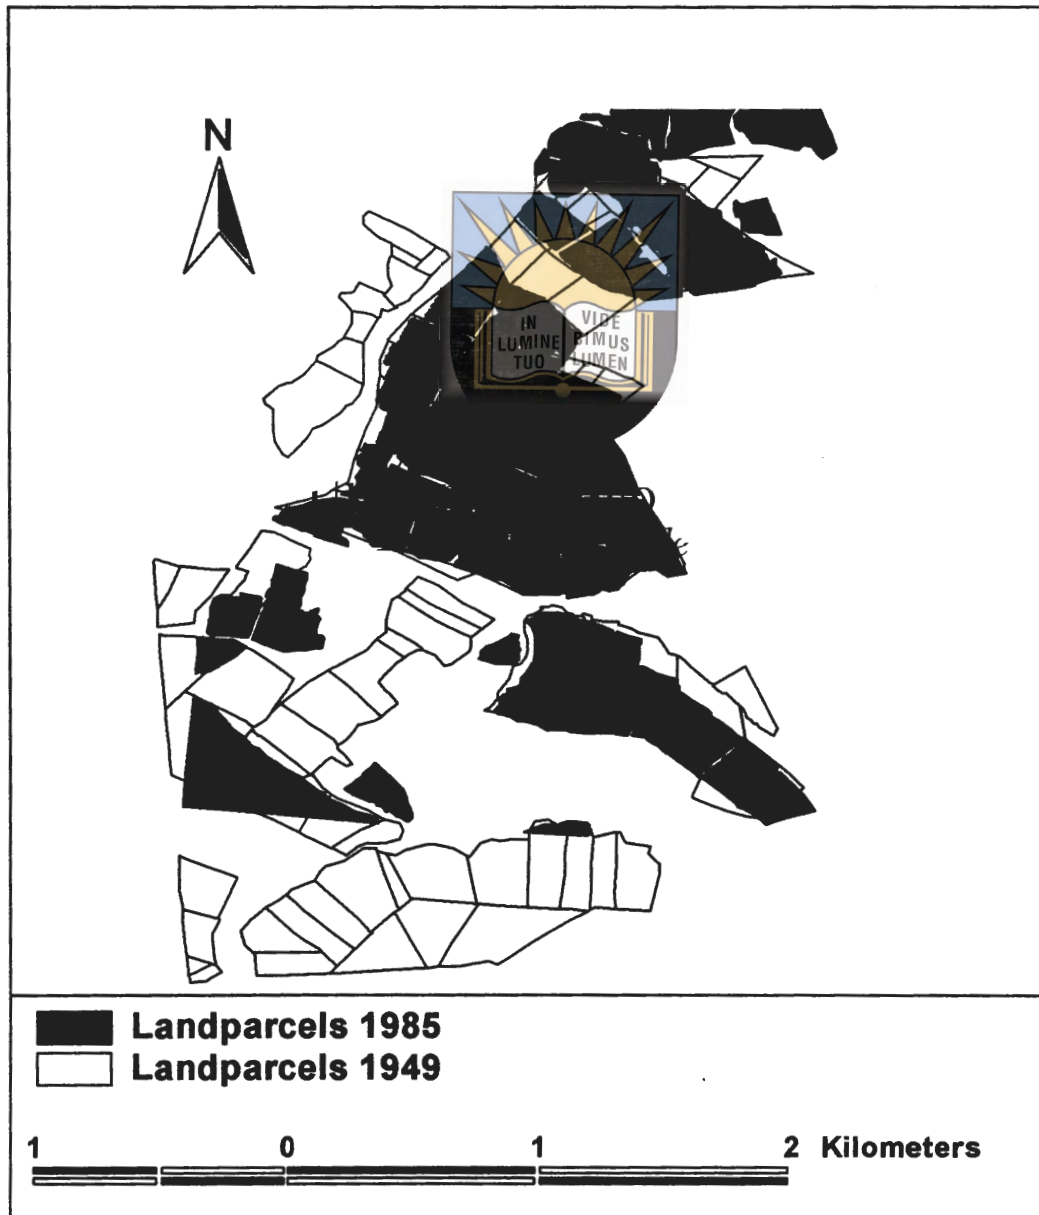 N
IN
LUMINE
TUO
VIDE
BIMUS
LUMEN
Landparcels 1985
Landparcels 1949
1 0 1 2 Kilometers